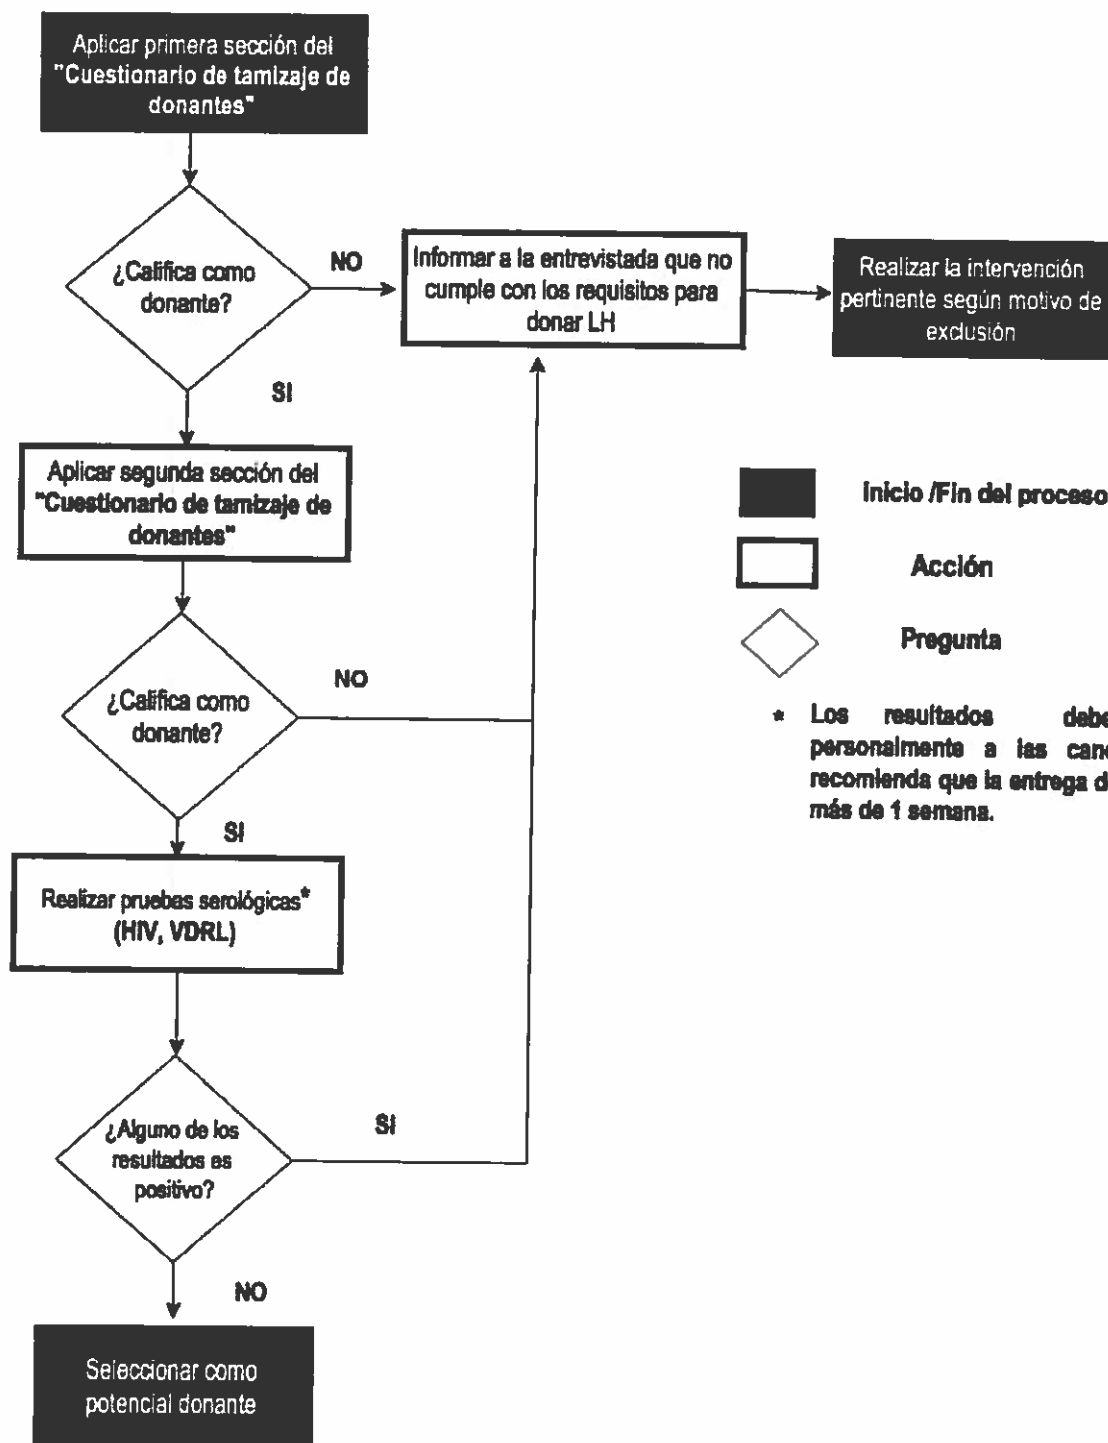 Aplicar primera sección del
"Cuestionario de tamizaje de
donantes"
¿Califica como
donante?
NO
Informar a la entrevistada que no
cumple con los requisitos para
donar LH
Realizar la intervención
pertinente según motivo de
exclusión
SI
Aplicar segunda sección del
"Cuestionario de tamizaje de
donantes"
Inicio /Fin del proceso
Acción
Pregunta
¿Califica como
donante?
NO
* Los resultados debe
personalmente a las cand
recomienda que la entrega d
más de 1 semana.
SI
Realizar pruebas serológicas*
(HIV, VDRL)
¿Alguno de los
resultados es
positivo?
SI
NO
Seleccionar como
potencial donante